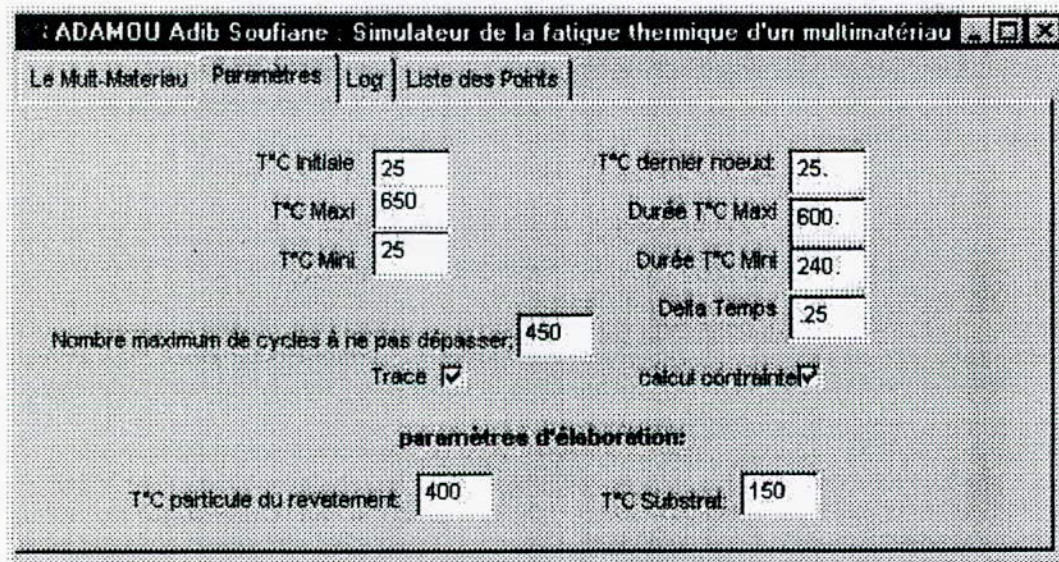 ADAMOU Adib Soufiane : Simulateur de la fatigue thermique d'un multimatériau
Le Mult-Materiau Paramètres Log Liste des Points
T°C Initiale 25 T°C dernier noeud: 25.
T°C Maxi 650 Durée T°C Maxi 600.
T°C Mini 25 Durée T°C Mini 240.
Delta Temps .25
Nombre maximum de cycles à ne pas dépasser: 450
Trace calcul contrainte
paramètres d'élaboration:
T°C particule du revetement: 400 T°C Substrat: 150